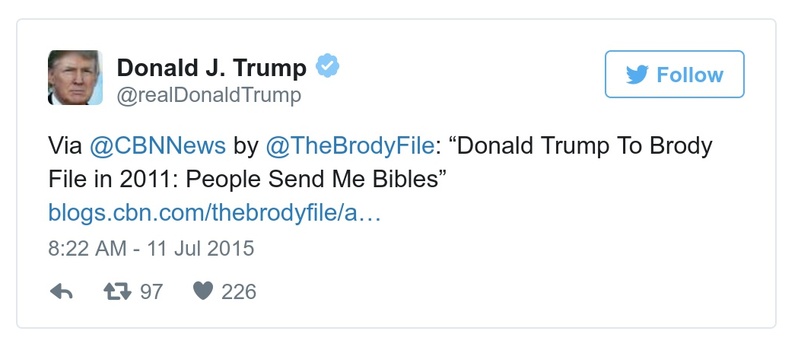 Donald J. Trump
@realDonaldTrump
Follow
Via @CBNNews by @TheBrodyFile: “Donald Trump To Brody
File in 2011: People Send Me Bibles”
blogs.cbn.com/thebrodyfile/a…
8:22 AM - 11 Jul 2015
97 226